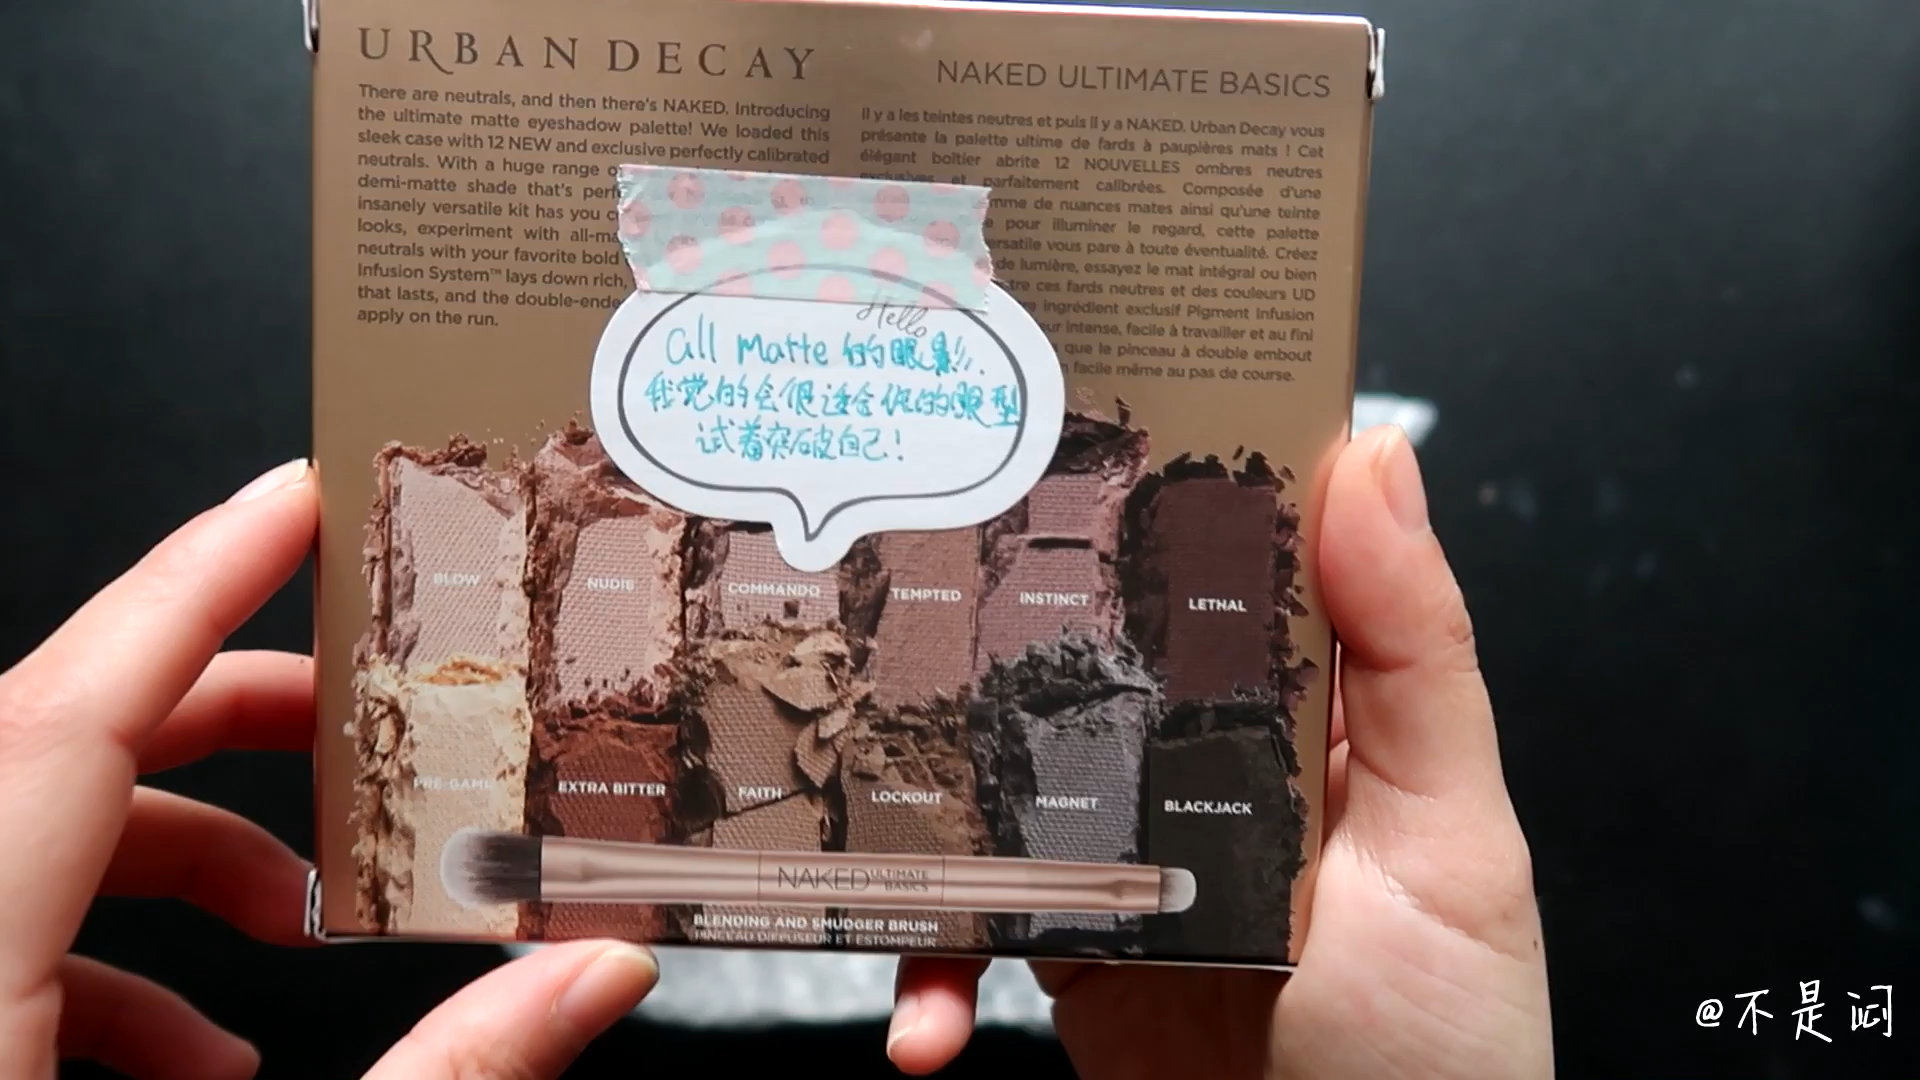 URBAN DECAY
NAKED ULTIMATE BASICS
There are neutrals, and then there's NAKED. Introducing
the ultimate matte eyeshadow palette! We loaded this
sleek case with 12 NEW and exclusive perfectly calibrated
neutrals. With a huge range
demi-matte shade that's
insanely versatile kit has you
looks, experiment with
neutrals with your favorite bold
Infusion System™ lays down rich,
that lasts, and the
apply on the run.
Il y a les teintes neutres et puis il y a NAKED. Urban Decay vous
présente la palette ultime de fards à paupières mats ! Cet
élégant boîtier abrite 12 NOUVELLES ombres neutres
exclusives et parfaitement calibrées. Composée d'une
de nuances mates ainsi qu'une teinte
pour illuminer le regard, cette palette
vous pare à toute éventualité. Créez
de lumière, essayez le mat intégral ou bien
ces fards neutres et des couleurs UD
ingrédient exclusif Pigment Infusion
intense, facile à travailler et au fini
que le pinceau à double embout
facile même au pas de course.
Hello
all matte 的眼影!!.
我觉的会很适合你的眼型
试着突破自己!
BLOW
NUDIE
COMMANDO
TEMPTED
INSTINCT
LETHAL
PRE-GAME
EXTRA BITTER
FAITH
LOCKOUT
MAGNET
BLACKJACK
NAKED ULTIMATE BASICS
BLENDING AND SMUDGER BRUSH
PINCEAU DIFFUSEUR ET ESTOMPEUR
@不是闷